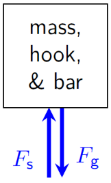 mass,
hook,
& bar
Fs Fg